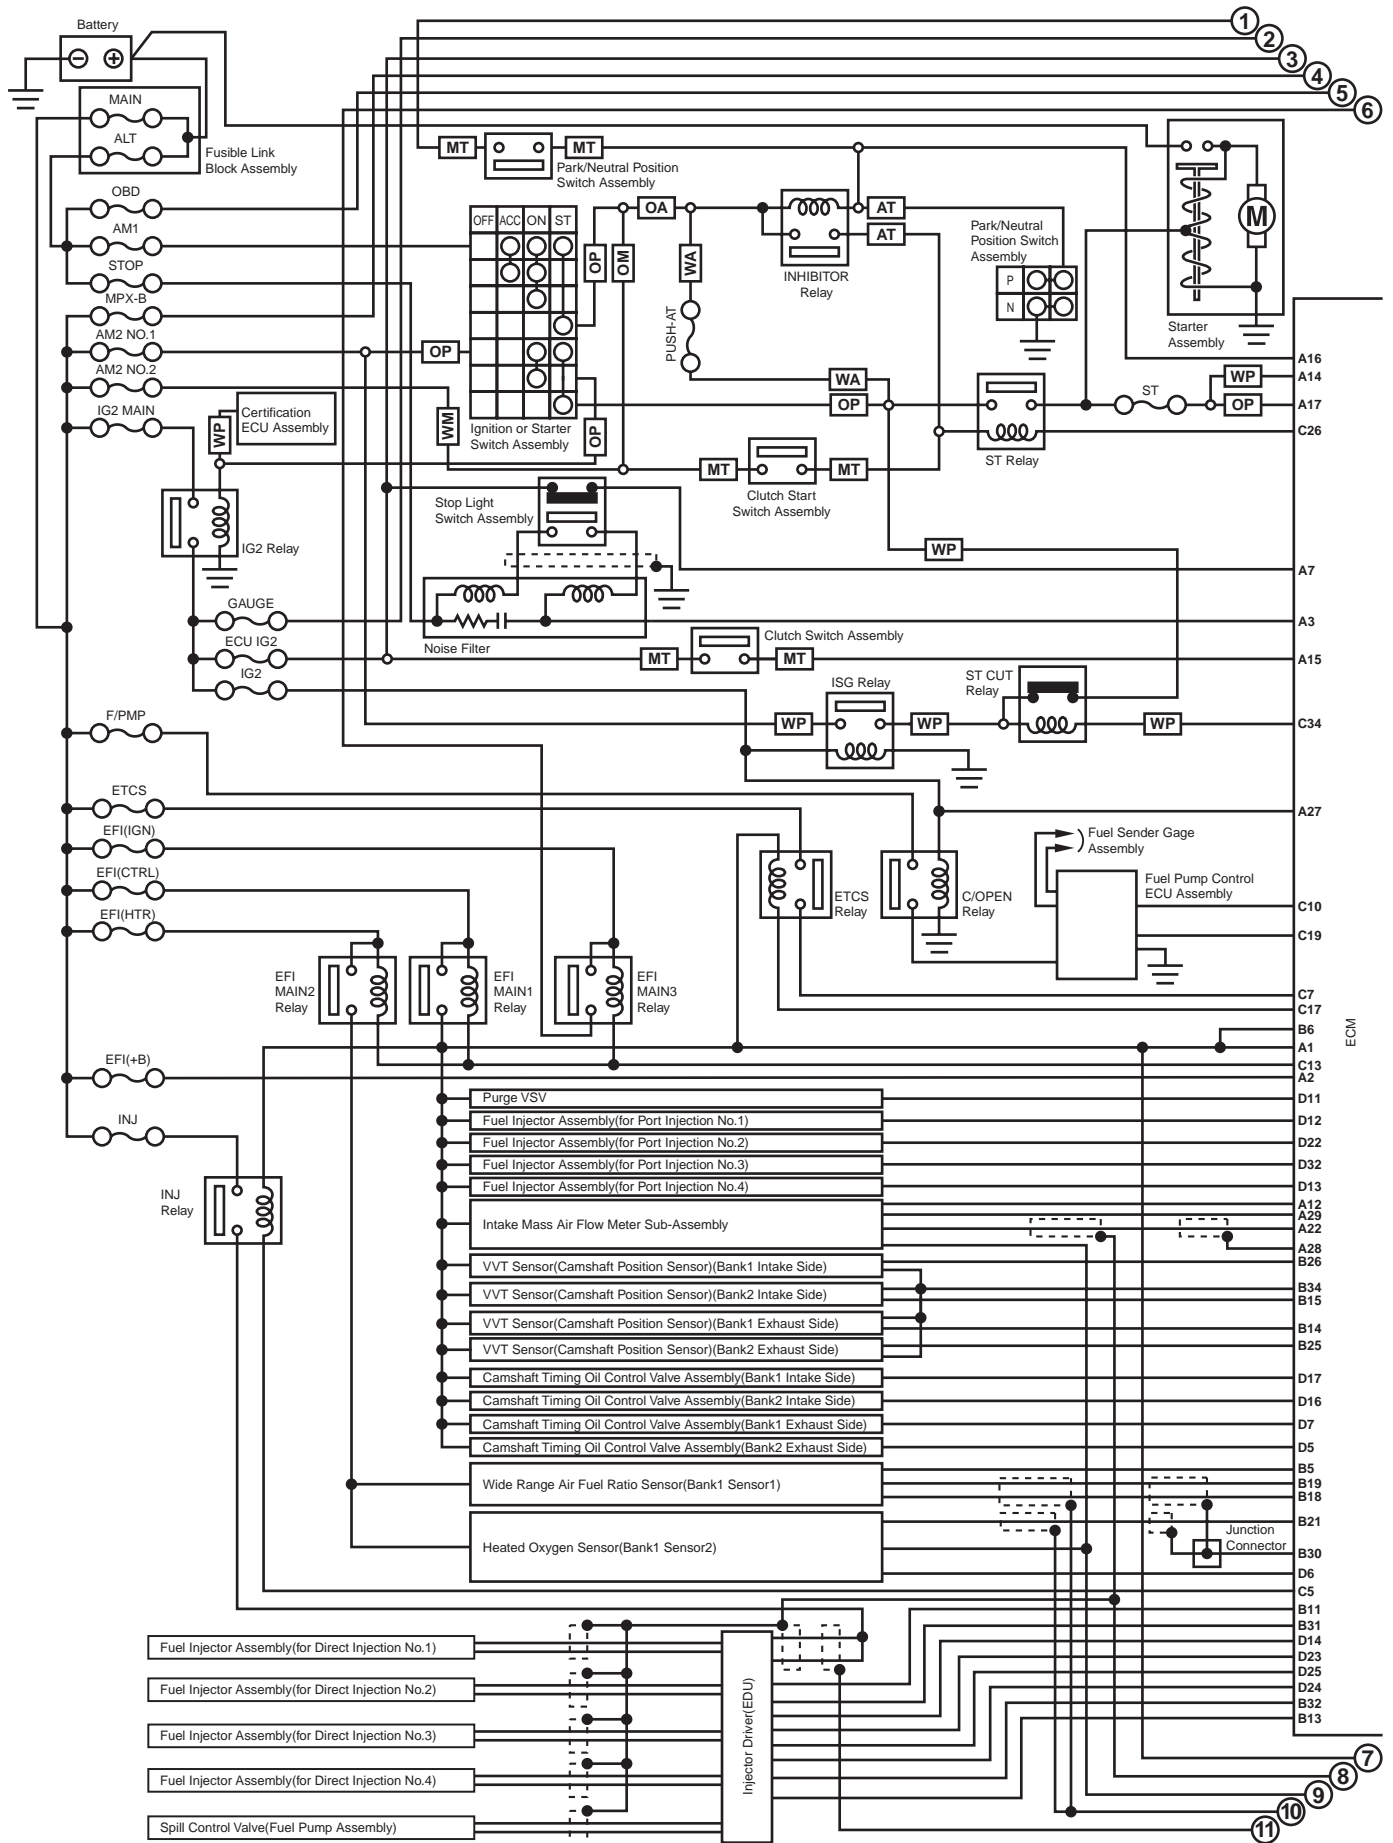 Battery
1
2
3
4
5
6
MAIN
ALT
Fusible Link
Block Assembly
MT
MT
Park/Neutral Position
Switch Assembly
OBD
AM1
STOP
MPX-B
AM2 NO.1
AM2 NO.2
IG2 MAIN
OP
WM
WP
Certification
ECU Assembly
OFF
ACC
ON
ST
Ignition or Starter
Switch Assembly
OP
OM
OP
OA
WA
PUSH-AT
WA
OP
INHIBITOR
Relay
AT
AT
Park/Neutral
Position Switch
Assembly
P
N
M
Starter
Assembly
ST Relay
ST
WP
OP
A16
A14
A17
C26
MT
MT
Clutch Start
Switch Assembly
Stop Light
Switch Assembly
IG2 Relay
WP
A7
GAUGE
ECU IG2
IG2
Noise Filter
A3
MT
MT
Clutch Switch Assembly
A15
ISG Relay
ST CUT
Relay
WP
WP
WP
C34
F/PMP
ETCS
EFI(IGN)
EFI(CTRL)
EFI(HTR)
A27
Fuel Sender Gage
Assembly
Fuel Pump Control
ECU Assembly
ETCS
Relay
C/OPEN
Relay
C10
C19
EFI
MAIN2
Relay
EFI
MAIN1
Relay
EFI
MAIN3
Relay
C7
C17
B6
A1
C13
A2
ECM
EFI(+B)
INJ
INJ
Relay
Purge VSV
D11
Fuel Injector Assembly(for Port Injection No.1)
D12
Fuel Injector Assembly(for Port Injection No.2)
D22
Fuel Injector Assembly(for Port Injection No.3)
D32
Fuel Injector Assembly(for Port Injection No.4)
D13
Intake Mass Air Flow Meter Sub-Assembly
A12
A29
A22
A28
VVT Sensor(Camshaft Position Sensor)(Bank1 Intake Side)
B26
VVT Sensor(Camshaft Position Sensor)(Bank2 Intake Side)
B34
B15
VVT Sensor(Camshaft Position Sensor)(Bank1 Exhaust Side)
B14
VVT Sensor(Camshaft Position Sensor)(Bank2 Exhaust Side)
B25
Camshaft Timing Oil Control Valve Assembly(Bank1 Intake Side)
D17
Camshaft Timing Oil Control Valve Assembly(Bank2 Intake Side)
D16
Camshaft Timing Oil Control Valve Assembly(Bank1 Exhaust Side)
D7
Camshaft Timing Oil Control Valve Assembly(Bank2 Exhaust Side)
D5
Wide Range Air Fuel Ratio Sensor(Bank1 Sensor1)
B5
B19
B18
Heated Oxygen Sensor(Bank1 Sensor2)
B21
Junction
Connector
B30
D6
C5
B11
B31
D14
D23
D25
D24
B32
B13
Fuel Injector Assembly(for Direct Injection No.1)
Fuel Injector Assembly(for Direct Injection No.2)
Fuel Injector Assembly(for Direct Injection No.3)
Fuel Injector Assembly(for Direct Injection No.4)
Spill Control Valve(Fuel Pump Assembly)
Injector Driver(EDU)
7
8
9
10
11